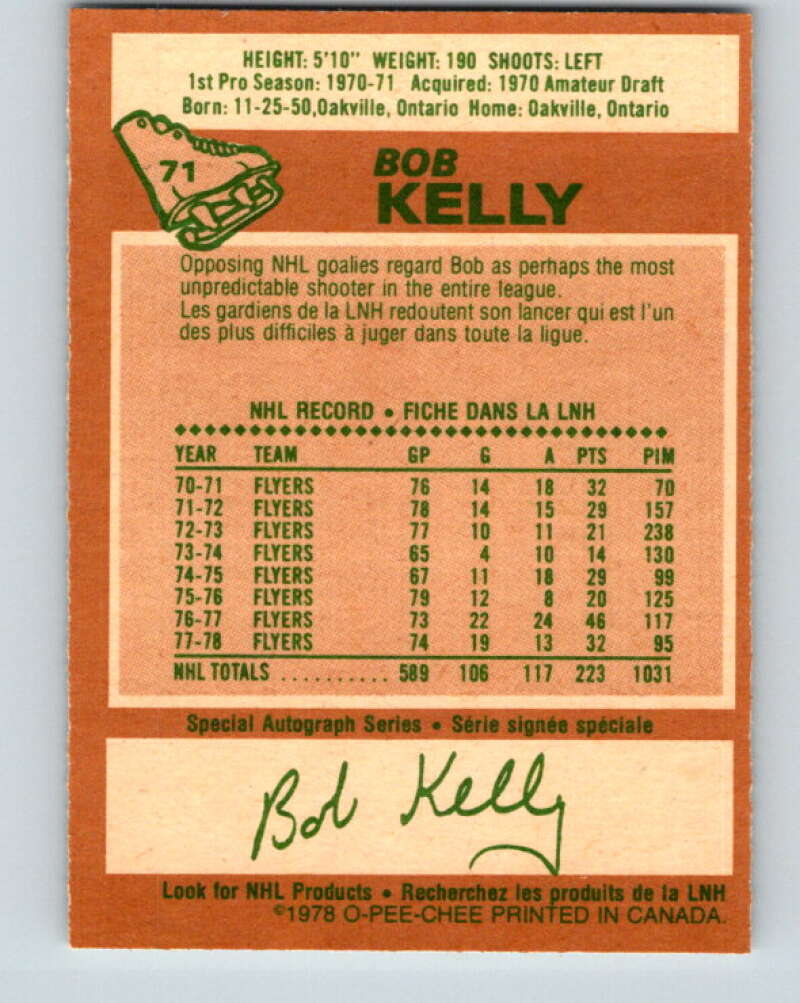 HEIGHT: 5'10" WEIGHT: 190 SHOOTS: LEFT
1st Pro Season: 1970-71 Acquired: 1970 Amateur Draft
Born: 11-25-50,Oakville, Ontario Home: Oakville, Ontario
71
BOB
KELLY
Opposing NHL goalies regard Bob as perhaps the most
unpredictable shooter in the entire league.
Les gardiens de la LNH redoutent son lancer qui est l'un
des plus difficiles à juger dans toute la ligue.
NHL RECORD • FICHE DANS LA LNH
YEAR TEAM GP G A PTS PIM
70-71 FLYERS 76 14 18 32 70
71-72 FLYERS 78 14 15 29 157
72-73 FLYERS 77 10 11 21 238
73-74 FLYERS 65 4 10 14 130
74-75 FLYERS 67 11 18 29 99
75-76 FLYERS 79 12 8 20 125
76-77 FLYERS 73 22 24 46 117
77-78 FLYERS 74 19 13 32 95
NHL TOTALS .......... 589 106 117 223 1031
Special Autograph Series • Série signée spéciale
Bob Kelly
Look for NHL Products • Recherchez les produits de la LNH
©1978 O-PEE-CHEE PRINTED IN CANADA.